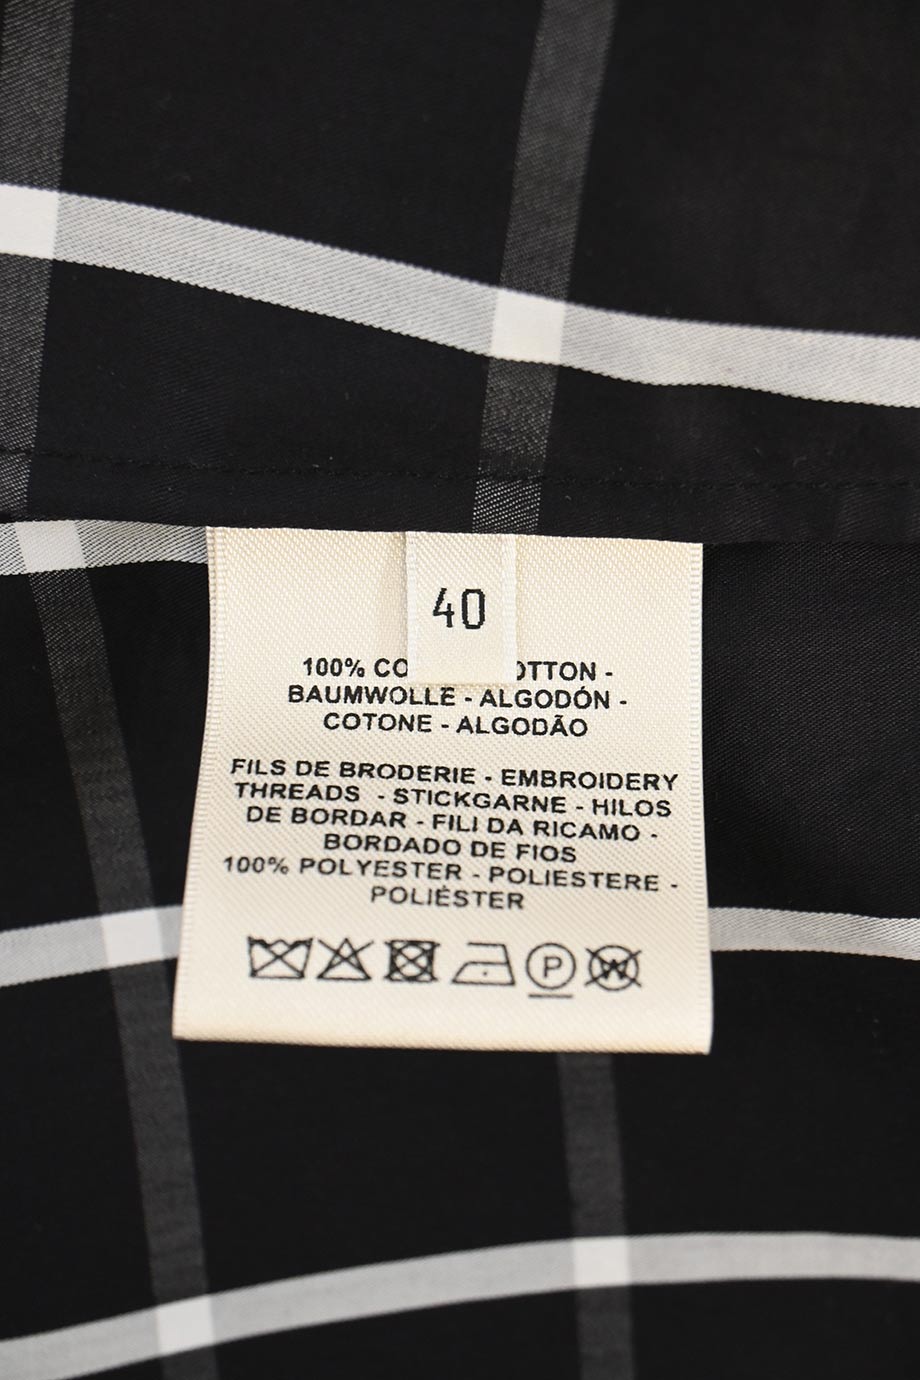 40
100% CO OTTON -
BAUMWOLLE - ALGODÓN -
COTONE - ALGODÃO
FILS DE BRODERIE - EMBROIDERY
THREADS - STICKGARNE - HILOS
DE BORDAR - FILI DA RICAMO -
BORDADO DE FIOS
100% POLYESTER - POLIESTERE -
POLIÉSTER
P W